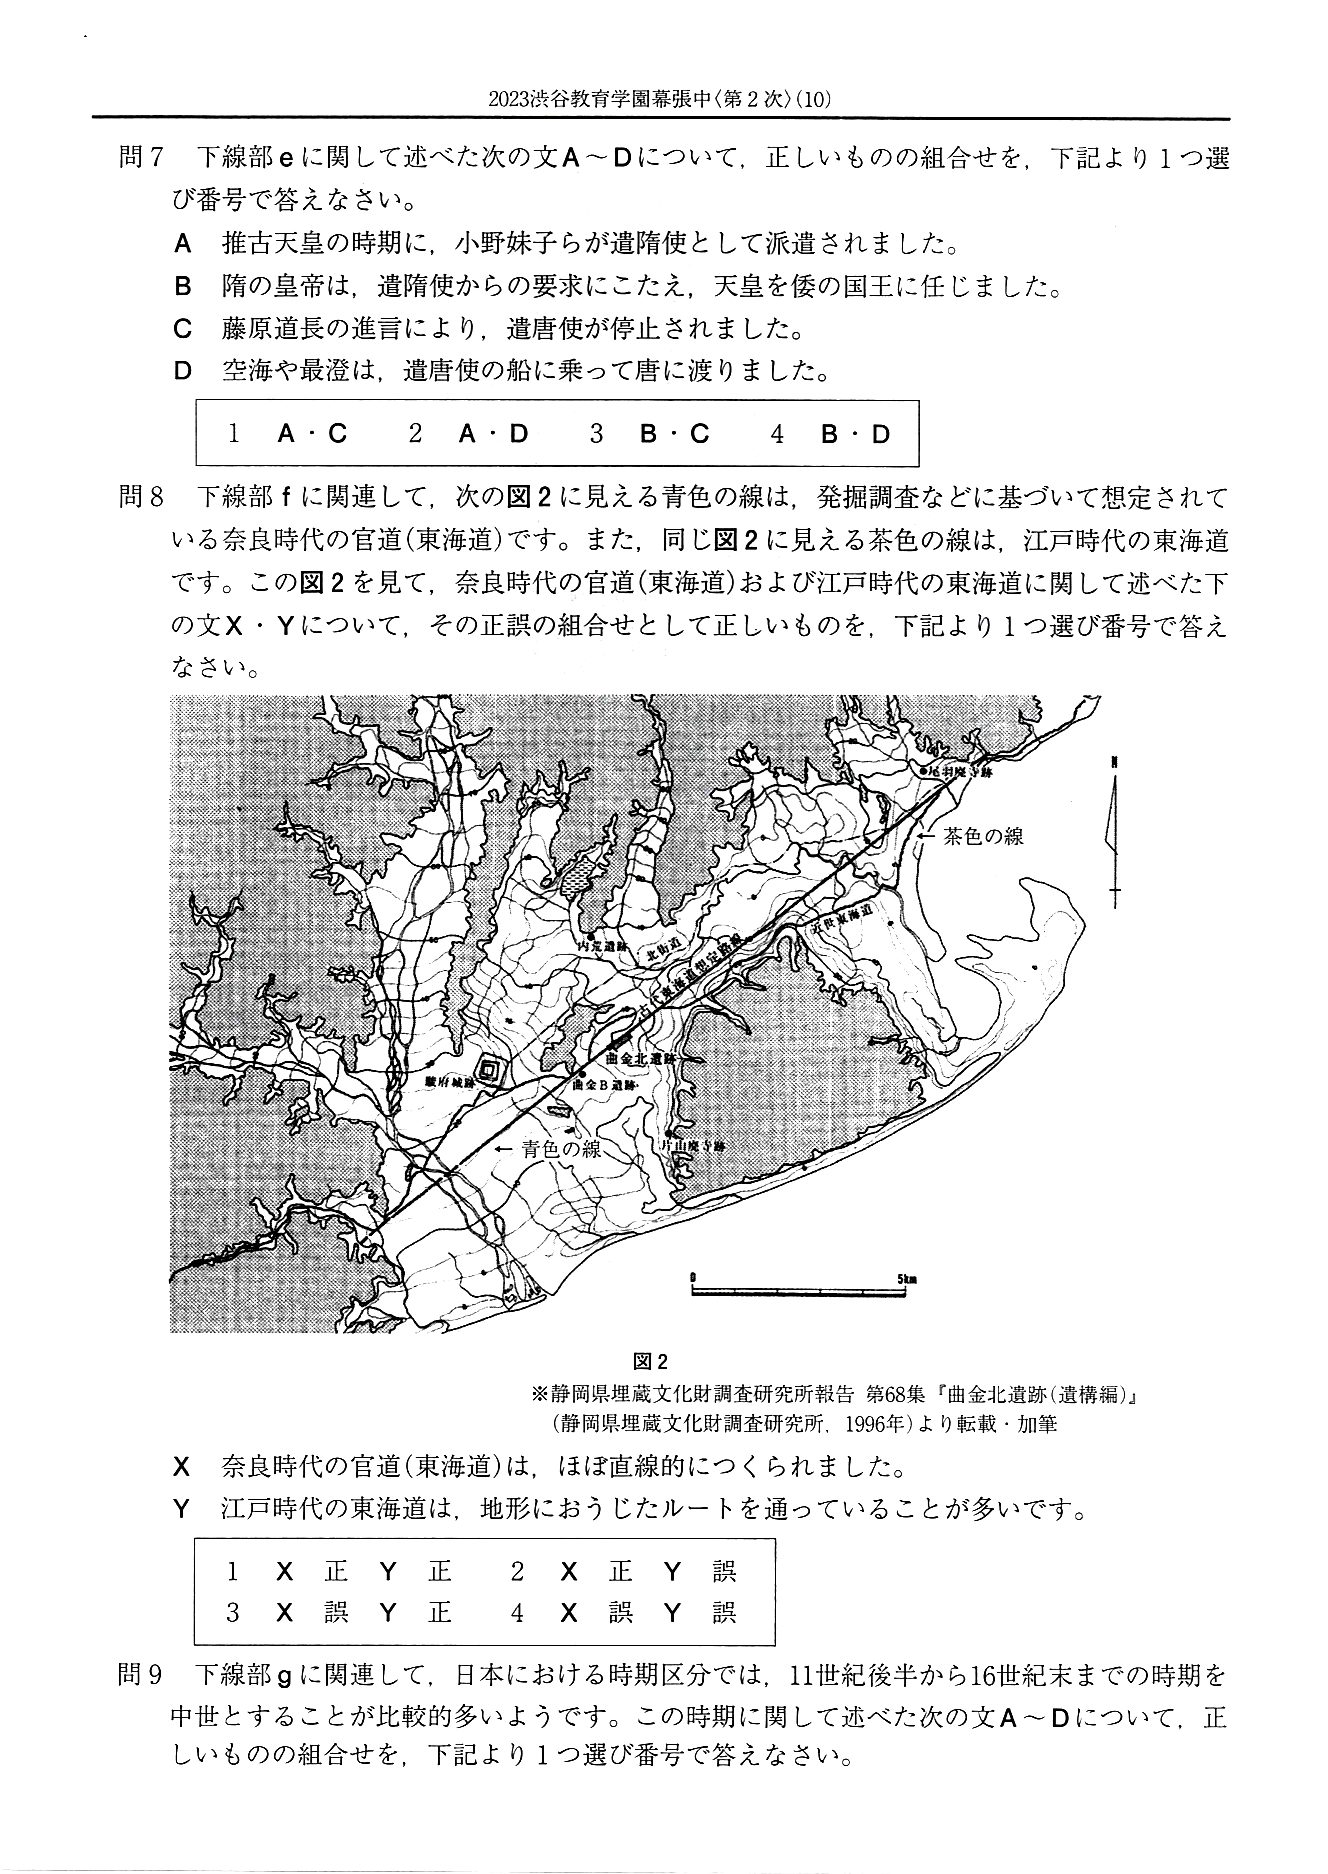 2023渋谷教育学園幕張中〈第2次〉(10)
問7 下線部eに関して述べた次の文A～Dについて，正しいものの組合せを，下記より1つ選
び番号で答えなさい。
A 推古天皇の時期に，小野妹子らが遣隋使として派遣されました。
B 隋の皇帝は，遣隋使からの要求にこたえ，天皇を倭の国王に任じました。
C 藤原道長の進言により，遣唐使が停止されました。
D 空海や最澄は，遣唐使の船に乗って唐に渡りました。
1 A・C 2 A・D 3 B・C 4 B・D
問8 下線部fに関連して，次の図2に見える青色の線は，発掘調査などに基づいて想定されて
いる奈良時代の官道(東海道)です。また，同じ図2に見える茶色の線は，江戸時代の東海道
です。この図2を見て，奈良時代の官道(東海道)および江戸時代の東海道に関して述べた下
の文X・Yについて，その正誤の組合せとして正しいものを，下記より1つ選び番号で答え
なさい。
尾羽廃寺跡
N
← 茶色の線
近世東海道
北街道
内荒遺跡
古代東海道想定路線
曲金北遺跡
駿府城跡
曲金B遺跡
← 青色の線
片山廃寺跡
0 5km
図2
※静岡県埋蔵文化財調査研究所報告 第68集『曲金北遺跡(遺構編)』
(静岡県埋蔵文化財調査研究所，1996年)より転載・加筆
X 奈良時代の官道(東海道)は，ほぼ直線的につくられました。
Y 江戸時代の東海道は，地形におうじたルートを通っていることが多いです。
1 X 正 Y 正 2 X 正 Y 誤
3 X 誤 Y 正 4 X 誤 Y 誤
問9 下線部gに関連して，日本における時期区分では，11世紀後半から16世紀末までの時期を
中世とすることが比較的多いようです。この時期に関して述べた次の文A～Dについて，正
しいものの組合せを，下記より1つ選び番号で答えなさい。